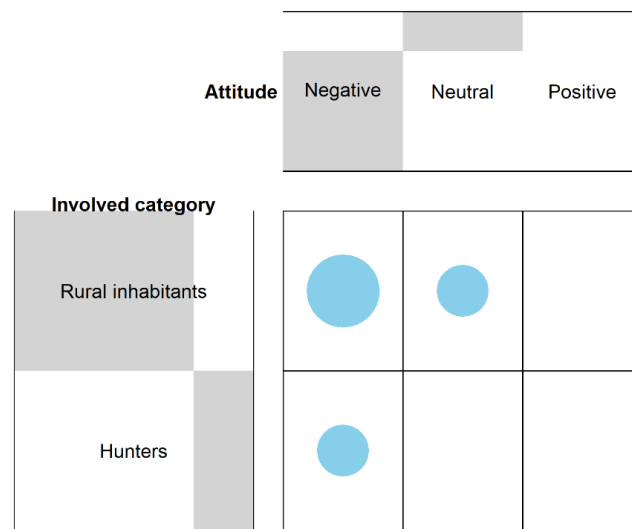 Attitude Negative Neutral Positive
Involved category
Rural inhabitants
Hunters